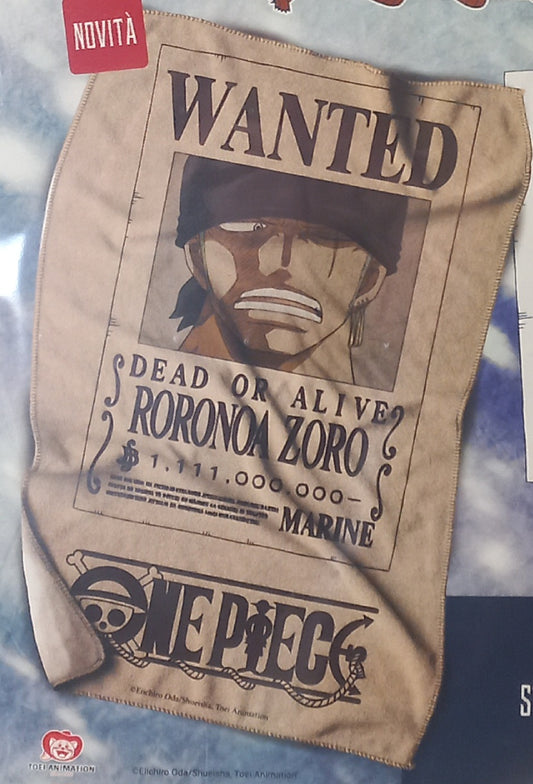 NOVITÀ
WANTED
DEAD OR ALIVE
RORONOA ZORO
฿ 1,111,000,000–
MARINE
ONE PIECE
©Eiichiro Oda/Shueisha, Toei Animation
S
TOEI ANIMATION
©Eiichiro Oda/Shueisha, Toei Animation